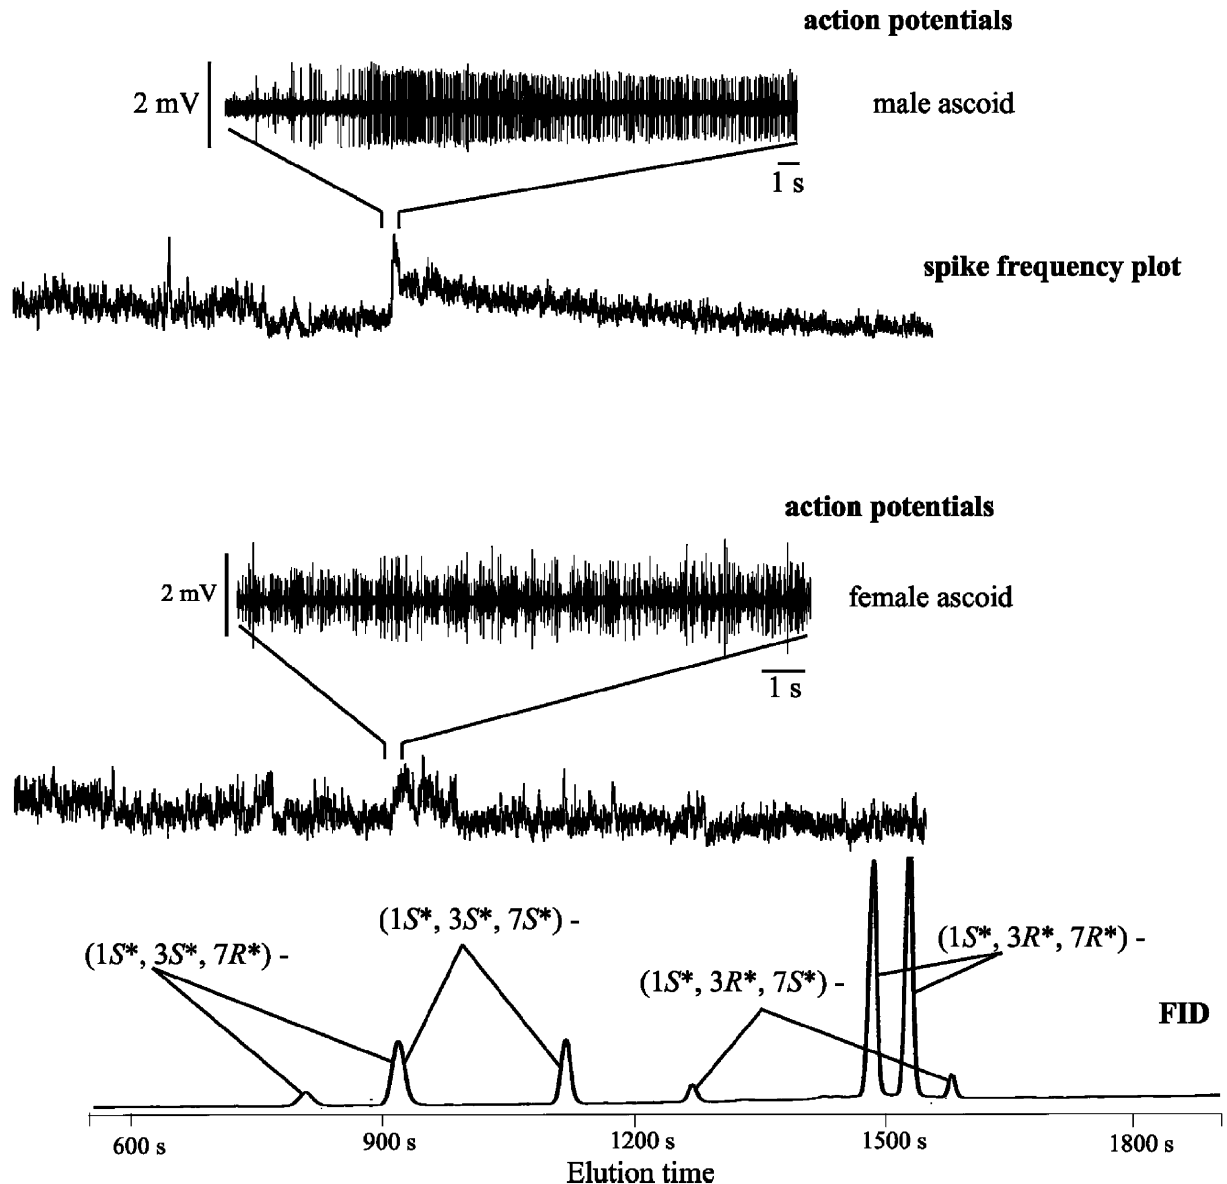 action potentials
2 mV
male ascoid
1 s
spike frequency plot
action potentials
2 mV
female ascoid
1 s
(1S*, 3S*, 7S*) -
(1S*, 3S*, 7R*) -
(1S*, 3R*, 7R*) -
(1S*, 3R*, 7S*) -
FID
600 s 900 s 1200 s 1500 s 1800 s
Elution time